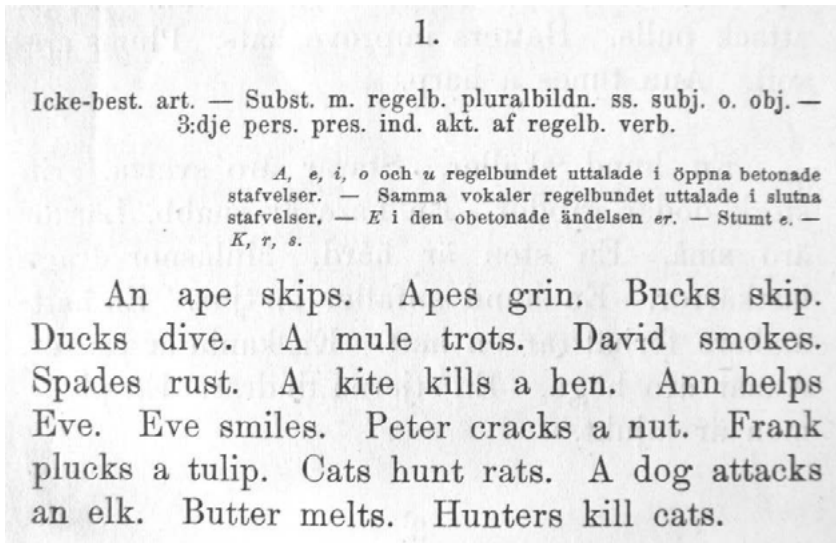 1.
Icke-best. art. — Subst. m. regelb. pluralbildn. ss. subj. o. obj. —
3:dje pers. pres. ind. akt. af regelb. verb.
A, e, i, o och u regelbundet uttalade i öppna betonade
stafvelser. — Samma vokaler regelbundet uttalade i slutna
stafvelser. — E i den obetonade ändelsen er. — Stumt e. —
K, r, s.
An ape skips. Apes grin. Bucks skip.
Ducks dive. A mule trots. David smokes.
Spades rust. A kite kills a hen. Ann helps
Eve. Eve smiles. Peter cracks a nut. Frank
plucks a tulip. Cats hunt rats. A dog attacks
an elk. Butter melts. Hunters kill cats.